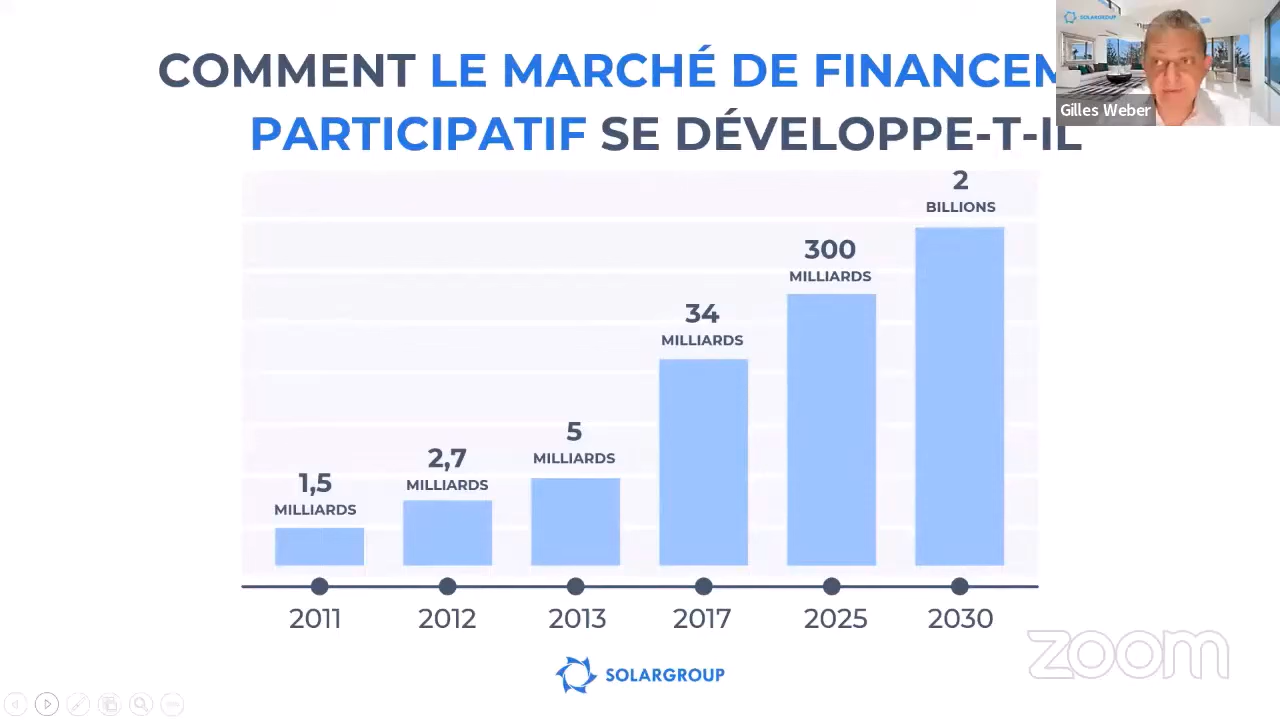 SOLARGROUP
Gilles Weber
COMMENT LE MARCHÉ DE FINANCEM
PARTICIPATIF SE DÉVELOPPE-T-IL
2
BILLIONS
300
MILLIARDS
34
MILLIARDS
5
MILLIARDS
2,7
MILLIARDS
1,5
MILLIARDS
2011 2012 2013 2017 2025 2030
SOLARGROUP
zoom